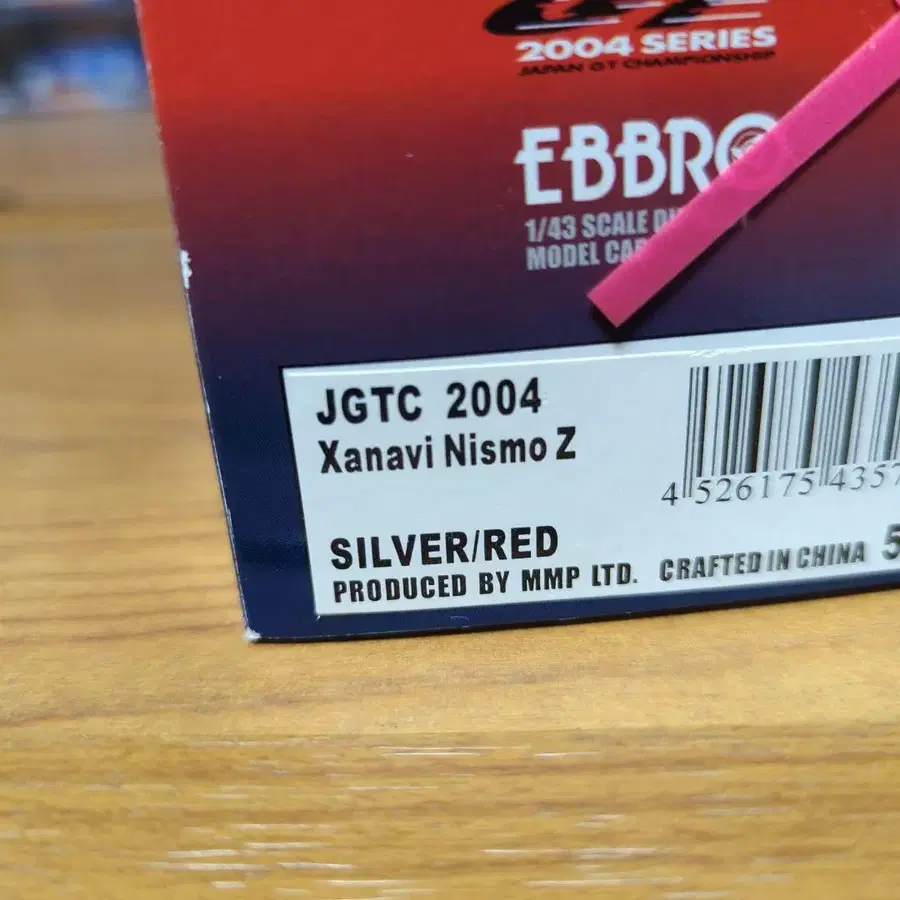 2004 SERIES
JAPAN GT CHAMPIONSHIP
EBBRO
1/43 SCALE
MODEL
JGTC 2004
Xanavi Nismo Z
4 526175 4357
SILVER/RED
PRODUCED BY MMP LTD. CRAFTED IN CHINA 5